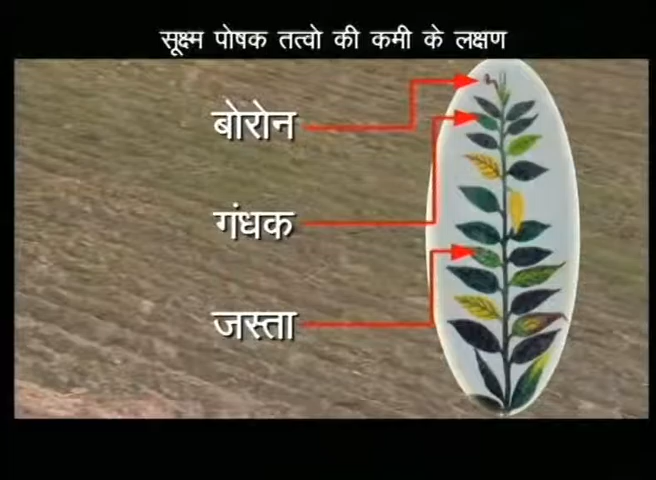 सूक्ष्म पोषक तत्वो की कमी के लक्षण
बोरोन
गंधक
जस्ता